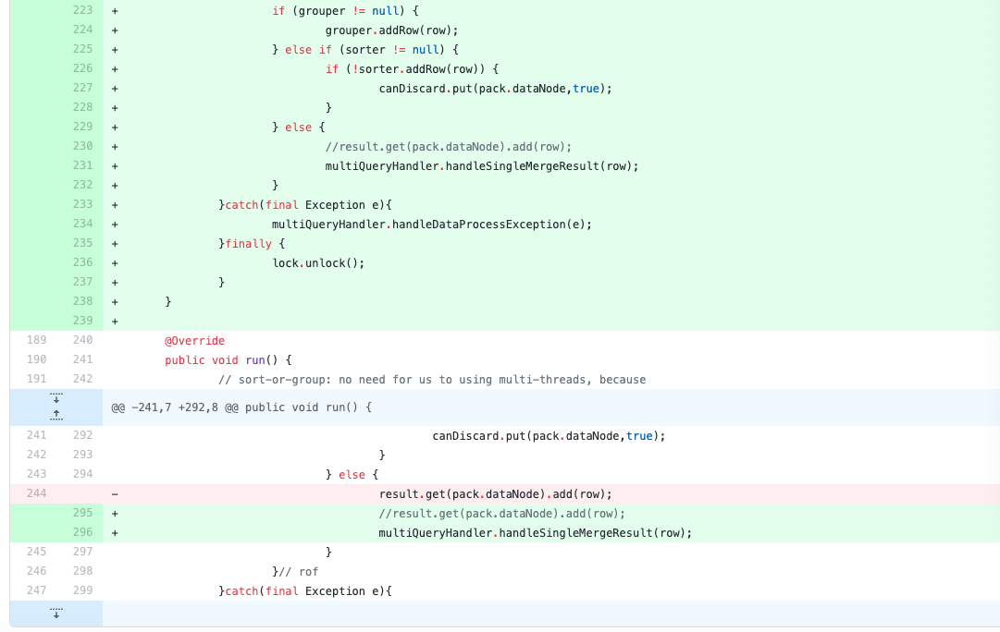 223 + if (grouper != null) {
224 + grouper.addRow(row);
225 + } else if (sorter != null) {
226 + if (!sorter.addRow(row)) {
227 + canDiscard.put(pack.dataNode,true);
228 + }
229 + } else {
230 + //result.get(pack.dataNode).add(row);
231 + multiQueryHandler.handleSingleMergeResult(row);
232 + }
233 + }catch(final Exception e){
234 + multiQueryHandler.handleDataProcessException(e);
235 + }finally {
236 + lock.unlock();
237 + }
238 + }
239 +
189 240 @Override
190 241 public void run() {
191 242 // sort-or-group: no need for us to using multi-threads, because
@@ -241,7 +292,8 @@ public void run() {
241 292 canDiscard.put(pack.dataNode,true);
242 293 }
243 294 } else {
244 - result.get(pack.dataNode).add(row);
295 + //result.get(pack.dataNode).add(row);
296 + multiQueryHandler.handleSingleMergeResult(row);
245 297 }
246 298 }// rof
247 299 }catch(final Exception e){